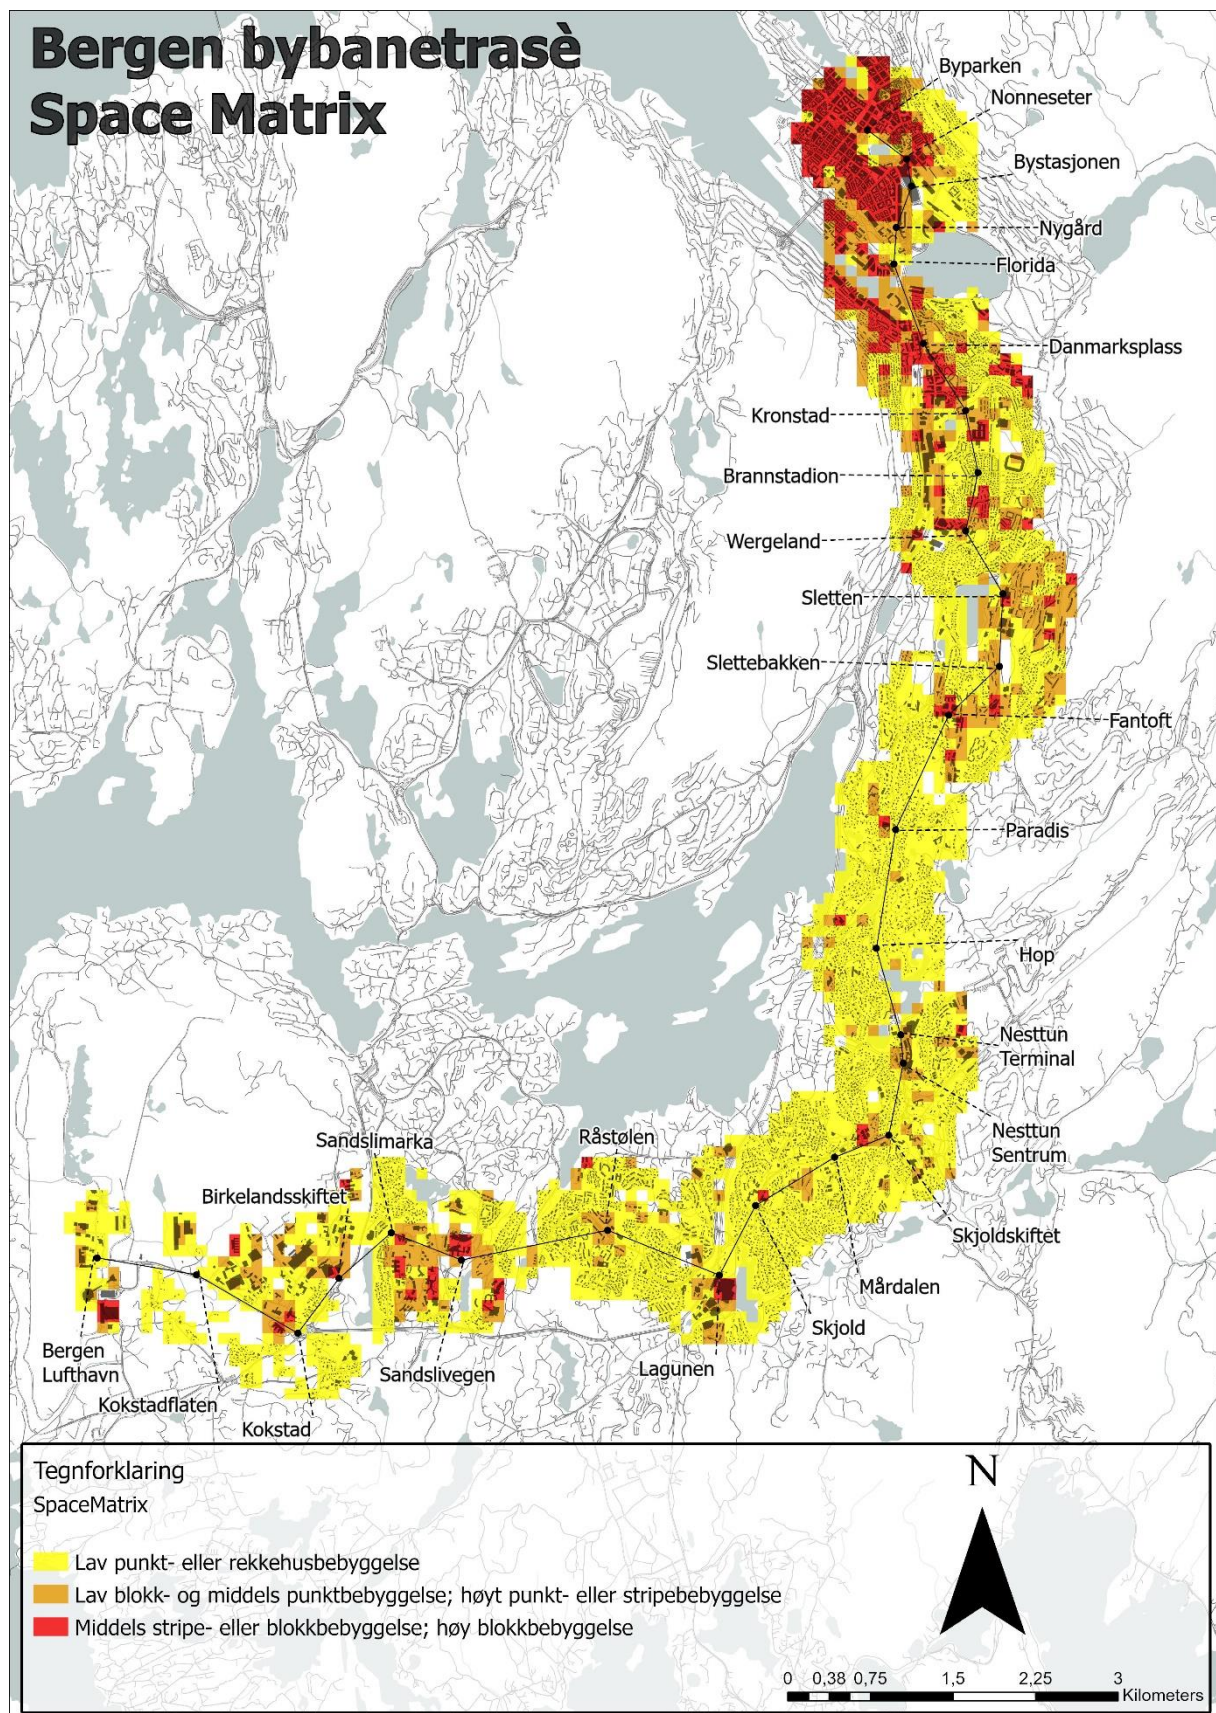 Bergen bybanetrasè
Space Matrix
Byparken
Nonneseter
Bystasjonen
Nygård
Florida
Danmarksplass
Kronstad
Brannstadion
Wergeland
Sletten
Slettebakken
Fantoft
Paradis
Hop
Nesttun
Terminal
Nesttun
Sentrum
Sandslimarka
Råstølen
Birkelandsskiftet
Skjoldskiftet
Mårdalen
Skjold
Lagunen
Sandslivegen
Bergen
Lufthavn
Kokstadflaten
Kokstad
Tegnforklaring
SpaceMatrix
Lav punkt- eller rekkehusbebyggelse
Lav blokk- og middels punktbebyggelse; høyt punkt- eller stripebebyggelse
Middels stripe- eller blokkbebyggelse; høy blokkbebyggelse
N
0 0,38 0,75 1,5 2,25 3
Kilometers